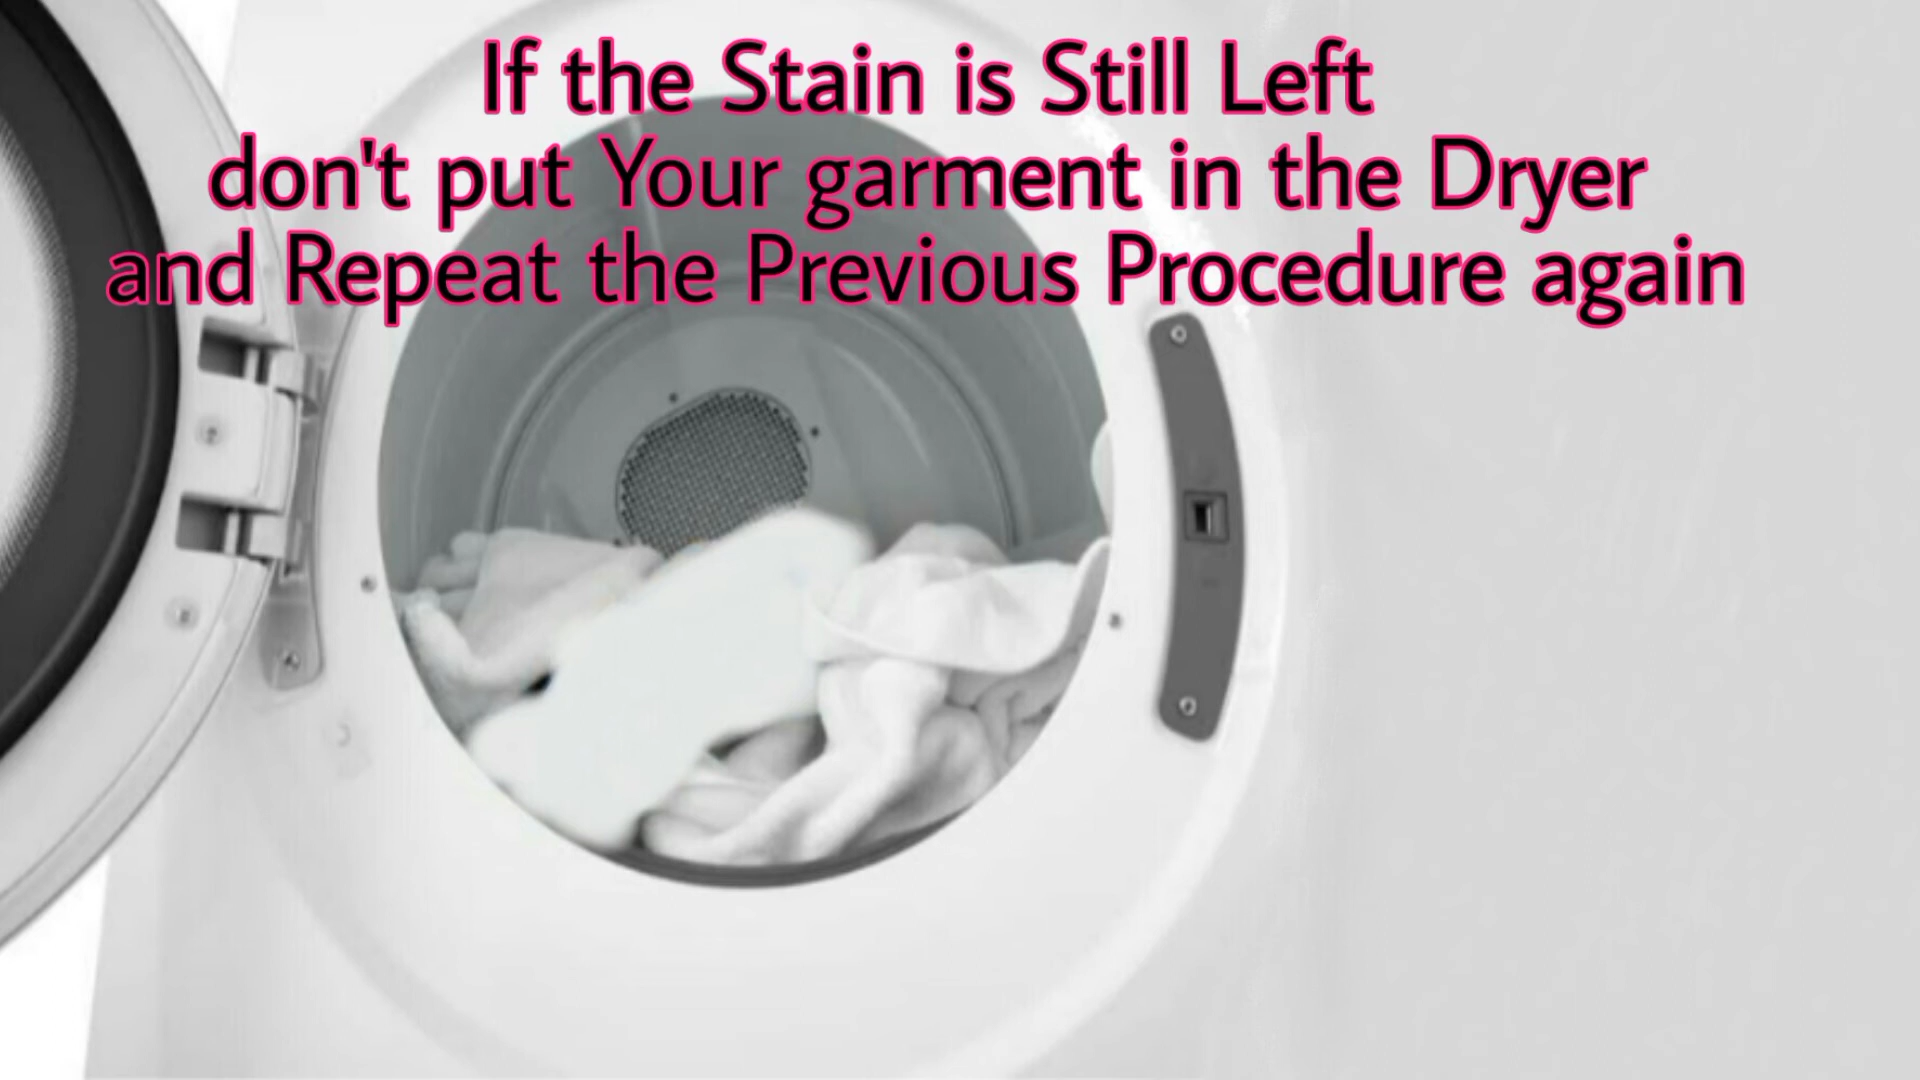 If the Stain is Still Left
don't put Your garment in the Dryer
and Repeat the Previous Procedure again